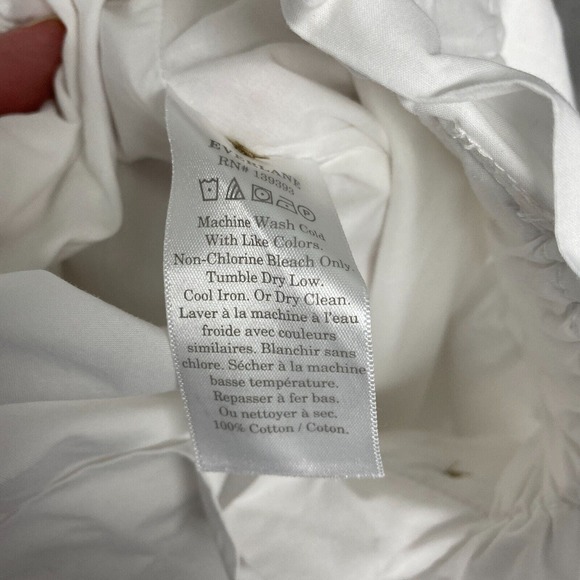 EVERLANE
RN# 139393
Machine Wash Cold
With Like Colors.
Non-Chlorine Bleach Only.
Tumble Dry Low.
Cool Iron. Or Dry Clean.
Laver à la machine à l'eau
froide avec couleurs
similaires. Blanchir sans
chlore. Sécher à la machine
basse température.
Repasser à fer bas.
Ou nettoyer à sec.
100% Cotton / Coton.